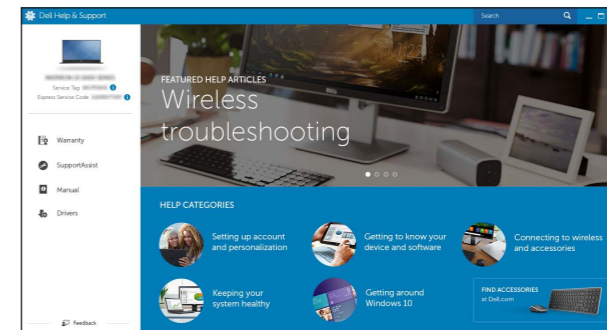 Dell Help & Support
Search
Service Tag
Express Service Code
Warranty
SupportAssist
Manual
Drivers
Feedback
FEATURED HELP ARTICLES
Wireless
troubleshooting
HELP CATEGORIES
Setting up account
and personalization
Getting to know your
device and software
Connecting to wireless
and accessories
Keeping your
system healthy
Getting around
Windows 10
FIND ACCESSORIES
at Dell.com